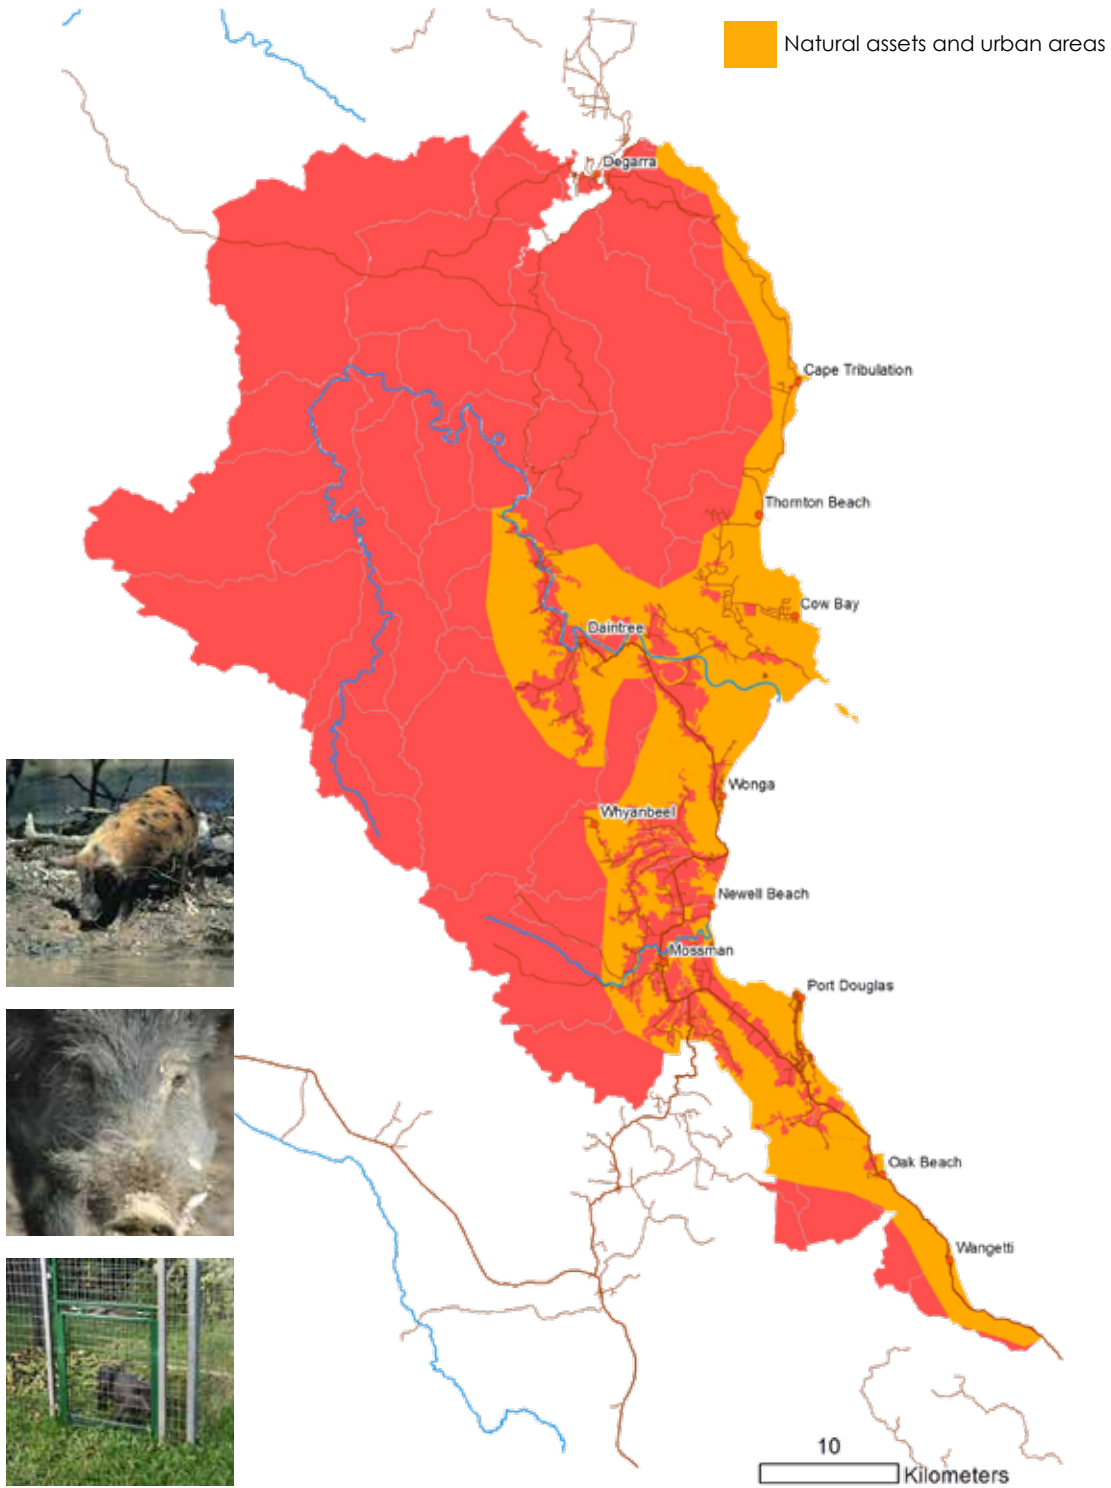 Natural assets and urban areas
Degarra
Cape Tribulation
Thornton Beach
Cow Bay
Daintree
Wonga
Whyanbeel
Newell Beach
Mossman
Port Douglas
Oak Beach
Wangetti
10
Kilometers